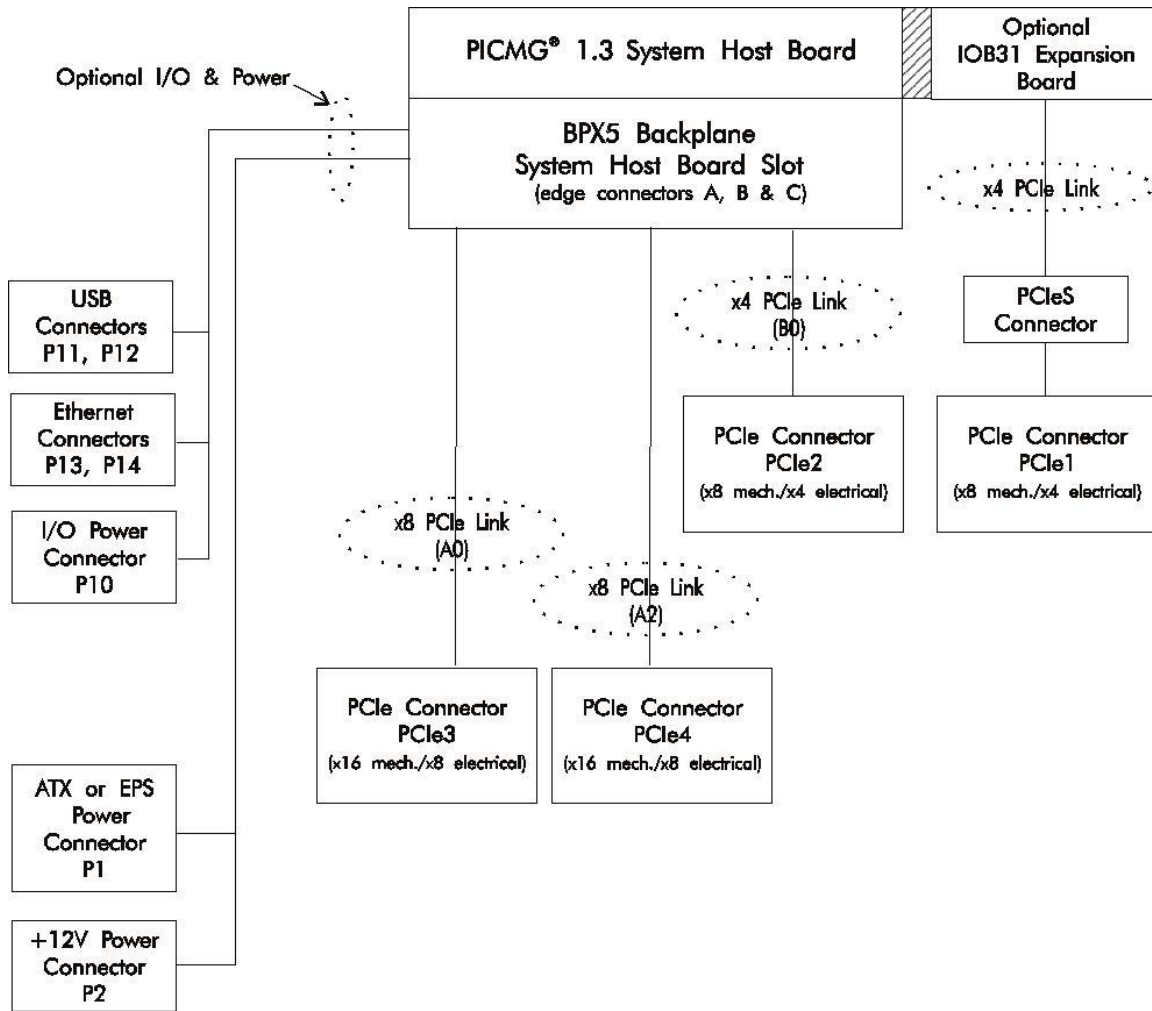 PICMG® 1.3 System Host Board
Optional
IOB31 Expansion
Board
Optional I/O & Power
BPX5 Backplane
System Host Board Slot
(edge connectors A, B & C)
x4 PCIe Link
USB
Connectors
P11, P12
x4 PCIe Link
(B0)
PCIeS
Connector
Ethernet
Connectors
P13, P14
PCIe Connector
PCIe2
(x8 mech./x4 electrical)
PCIe Connector
PCIe1
(x8 mech./x4 electrical)
I/O Power
Connector
P10
x8 PCIe Link
(A0)
x8 PCIe Link
(A2)
PCIe Connector
PCIe3
(x16 mech./x8 electrical)
PCIe Connector
PCIe4
(x16 mech./x8 electrical)
ATX or EPS
Power
Connector
P1
+12V Power
Connector
P2